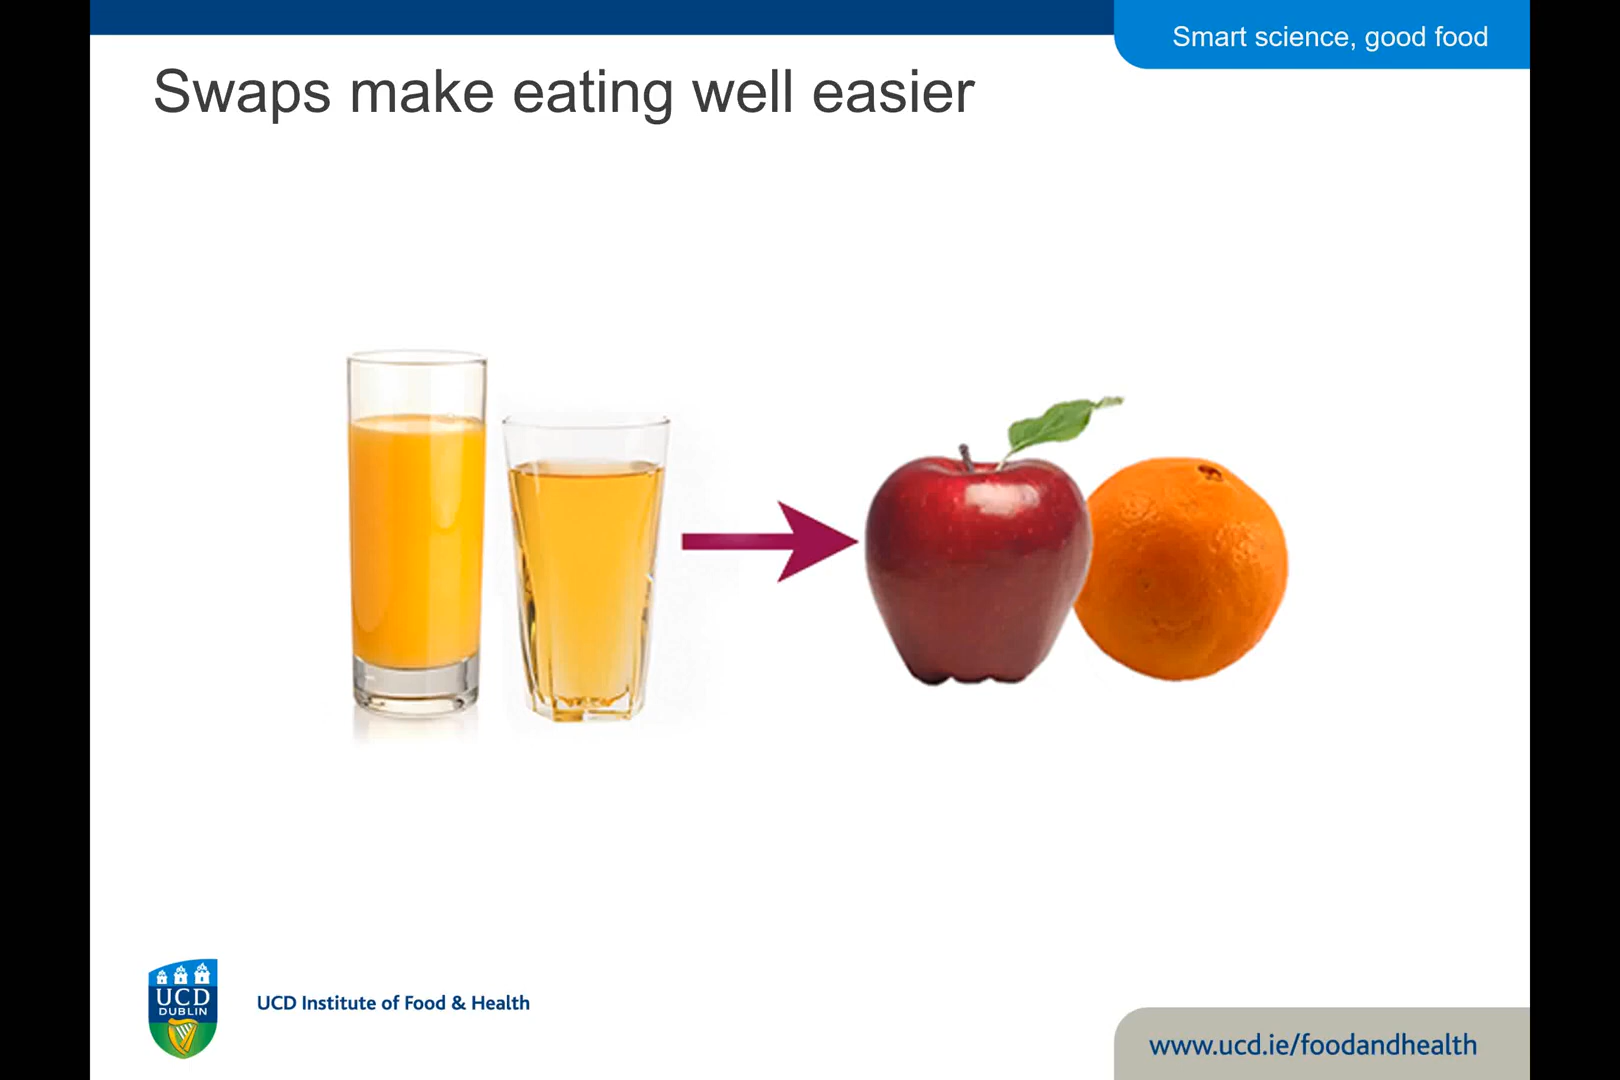 Smart science, good food
Swaps make eating well easier
UCD
DUBLIN
UCD Institute of Food & Health
www.ucd.ie/foodandhealth